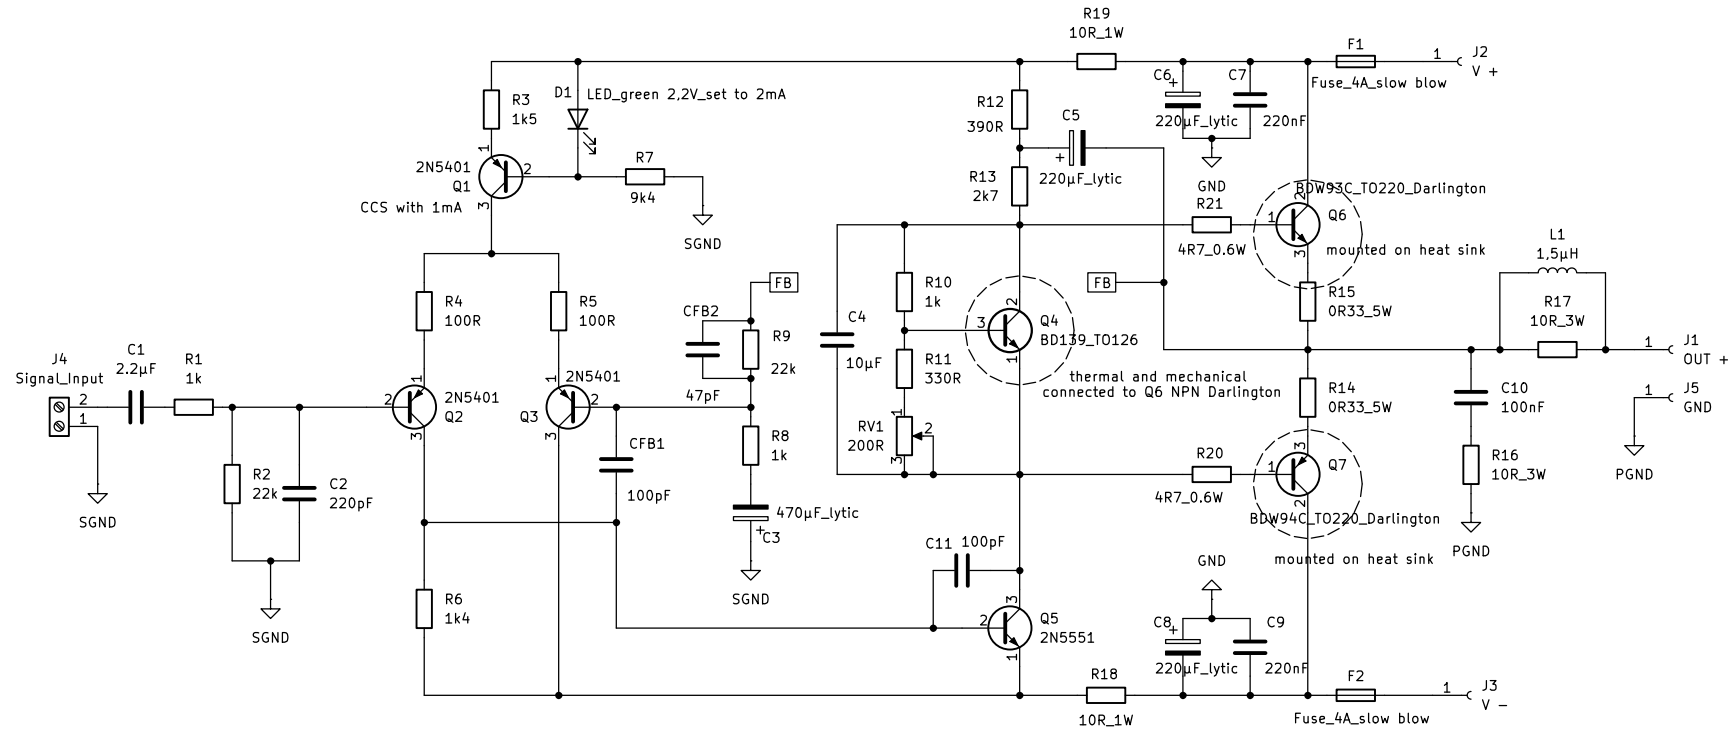 R19
10R_1W
F1
1
J2
V +
Fuse_4A_slow blow
D1
LED_green 2,2V_set to 2mA
R3
1k5
R12
390R
C5
+
220µF_lytic
C6
+
220µF_lytic
C7
220nF
GND
1
2N5401
Q1
2
3
CCS with 1mA
R7
9k4
SGND
R13
2k7
BDW93C_TO220_Darlington
R21
4R7_0.6W
2
1
3
Q6
mounted on heat sink
L1
1,5µH
R4
100R
R5
100R
FB
CFB2
47pF
R9
22k
C4
10µF
R10
1k
FB
2
3
1
Q4
BD139_TO126
R15
0R33_5W
R17
10R_3W
1
J1
OUT +
J4
Signal_Input
2
1
C1
2.2µF
R1
1k
1
2
3
2N5401
Q2
1
2N5401
Q3
2
3
R11
330R
thermal and mechanical
connected to Q6 NPN Darlington
R14
0R33_5W
C10
100nF
1
J5
GND
SGND
R2
22k
C2
220pF
SGND
CFB1
100pF
R8
1k
470µF_lytic
+
C3
SGND
RV1
200R
1
2
3
R20
4R7_0.6W
3
1
2
Q7
BDW94C_TO220_Darlington
mounted on heat sink
R16
10R_3W
PGND
PGND
R6
1k4
C11
100pF
3
2
1
Q5
2N5551
GND
C8
+
220µF_lytic
C9
220nF
R18
10R_1W
F2
1
J3
V −
Fuse_4A_slow blow